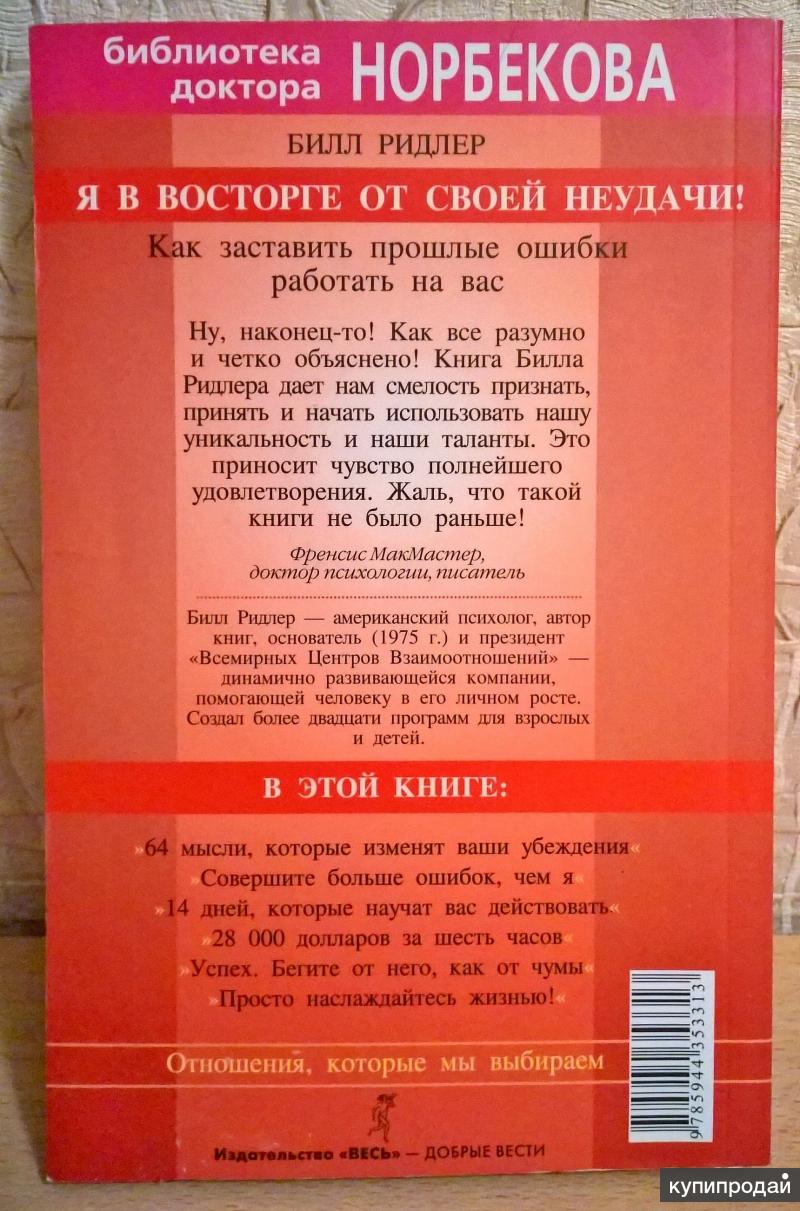 библиотека
доктора НОРБЕКОВА
БИЛЛ РИДЛЕР
Я В ВОСТОРГЕ ОТ СВОЕЙ НЕУДАЧИ!
Как заставить прошлые ошибки
работать на вас
Ну, наконец-то! Как все разумно
и четко объяснено! Книга Билла
Ридлера дает нам смелость признать,
принять и начать использовать нашу
уникальность и наши таланты. Это
приносит чувство полнейшего
удовлетворения. Жаль, что такой
книги не было раньше!
Френсис МакМастер,
доктор психологии, писатель
Билл Ридлер — американский психолог, автор
книг, основатель (1975 г.) и президент
«Всемирных Центров Взаимоотношений» —
динамично развивающейся компании,
помогающей человеку в его личном росте.
Создал более двадцати программ для взрослых
и детей.
В ЭТОЙ КНИГЕ:
»64 мысли, которые изменят ваши убеждения«
»Совершите больше ошибок, чем я«
»14 дней, которые научат вас действовать«
»28 000 долларов за шесть часов«
»Успех. Бегите от него, как от чумы«
»Просто наслаждайтесь жизнью!«
Отношения, которые мы выбираем
Издательство «ВЕСЬ» — ДОБРЫЕ ВЕСТИ
9 785944 353313
купипродай